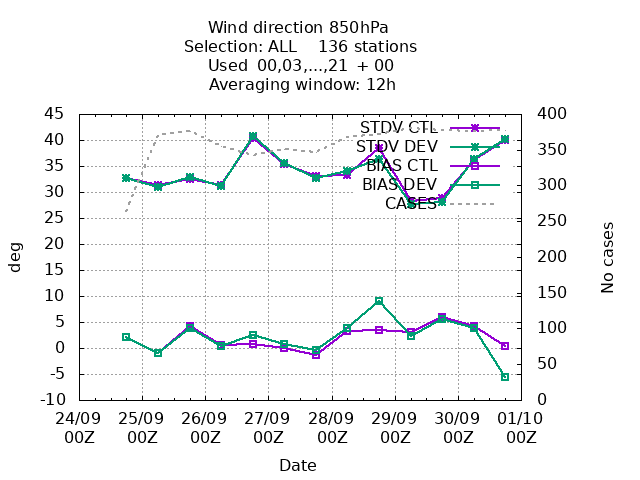 Wind direction 850hPa
Selection: ALL 136 stations
Used 00,03,...,21 + 00
Averaging window: 12h
45
40
35
30
25
20
15
10
5
0
-5
-10
deg
400
350
300
250
200
150
100
50
0
No cases
STDV CTL
STDV DEV
BIAS CTL
BIAS DEV
CASES
24/09 25/09 26/09 27/09 28/09 29/09 30/09 01/10
00Z 00Z 00Z 00Z 00Z 00Z 00Z 00Z
Date